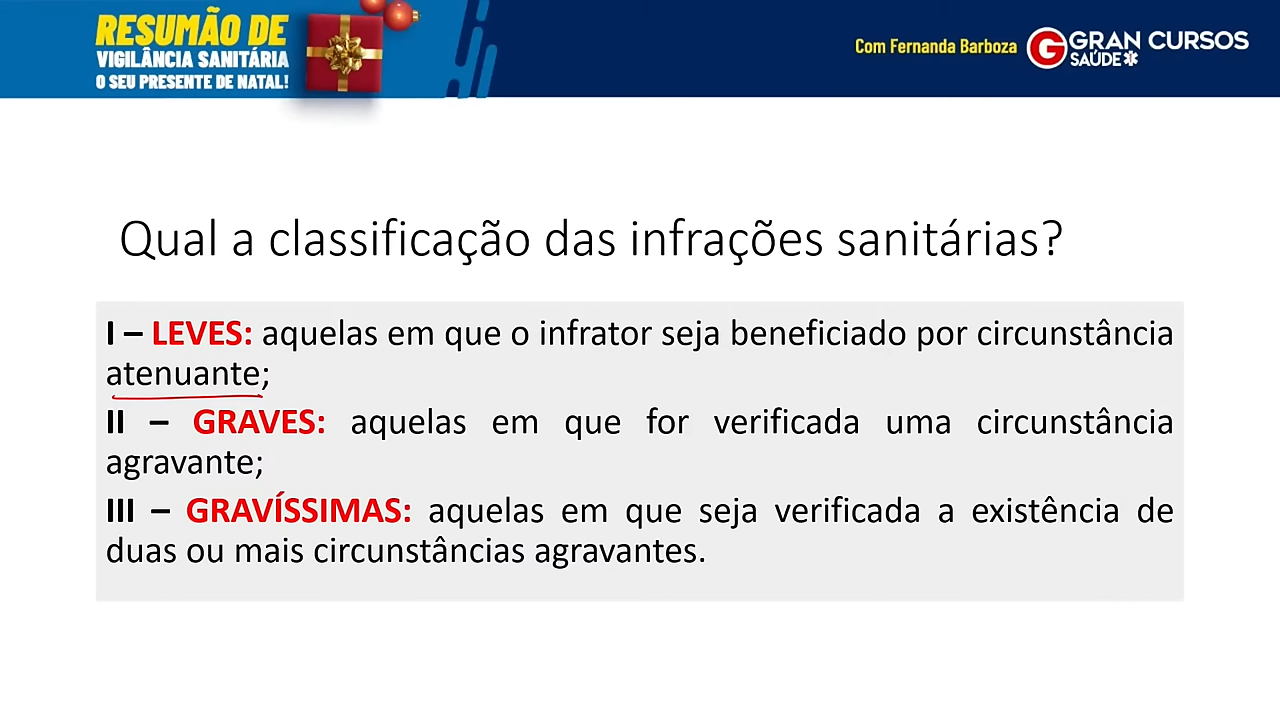 RESUMÃO DE
VIGILÂNCIA SANITÁRIA
O SEU PRESENTE DE NATAL!
Com Fernanda Barboza
GRAN CURSOS
SAÚDE
Qual a classificação das infrações sanitárias?
I – LEVES: aquelas em que o infrator seja beneficiado por circunstância
atenuante;
II – GRAVES: aquelas em que for verificada uma circunstância
agravante;
III – GRAVÍSSIMAS: aquelas em que seja verificada a existência de
duas ou mais circunstâncias agravantes.